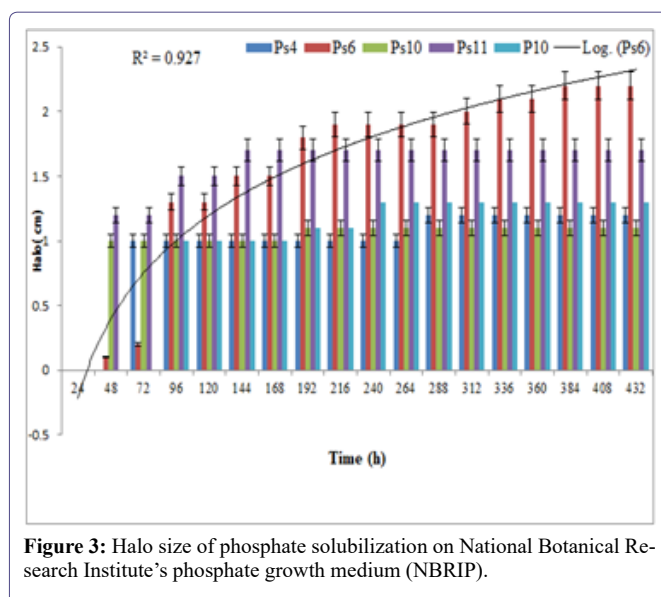 2.5
R² = 0.927
Ps4 Ps6 Ps10 Ps11 P10 Log. (Ps6)
2
1.5
1
0.5
0
-0.5
Halo( cm)
24 48 72 96 120 144 168 192 216 240 264 288 312 336 360 384 408 432
Time (h)
Figure 3: Halo size of phosphate solubilization on National Botanical Re-
search Institute's phosphate growth medium (NBRIP).